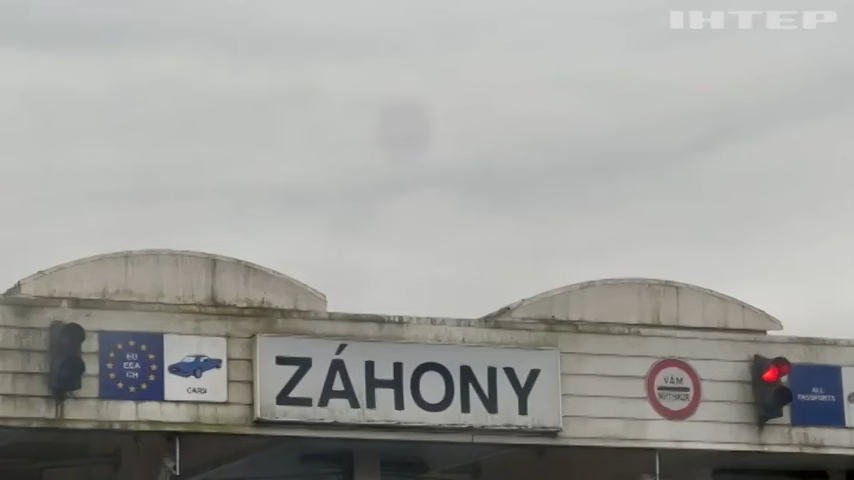 ІНТЕР
EU
EEA
CH
CARS
ZÁHONY
VÁM
ALL
PASSPORTS